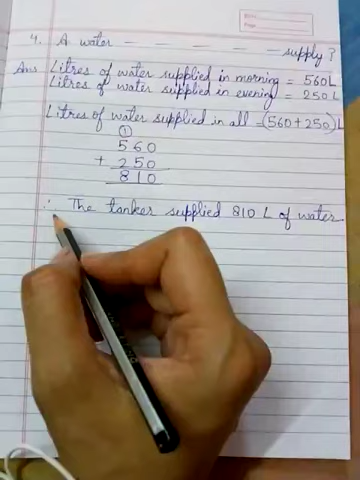 4. A water — — — — — supply?
Ans Litres of water supplied in morning = 560L
Litres of water supplied in evening = 250 L
Litres of water supplied in all = (560+250) L
1
560
+ 250
810
∴ The tanker supplied 810 L of water.